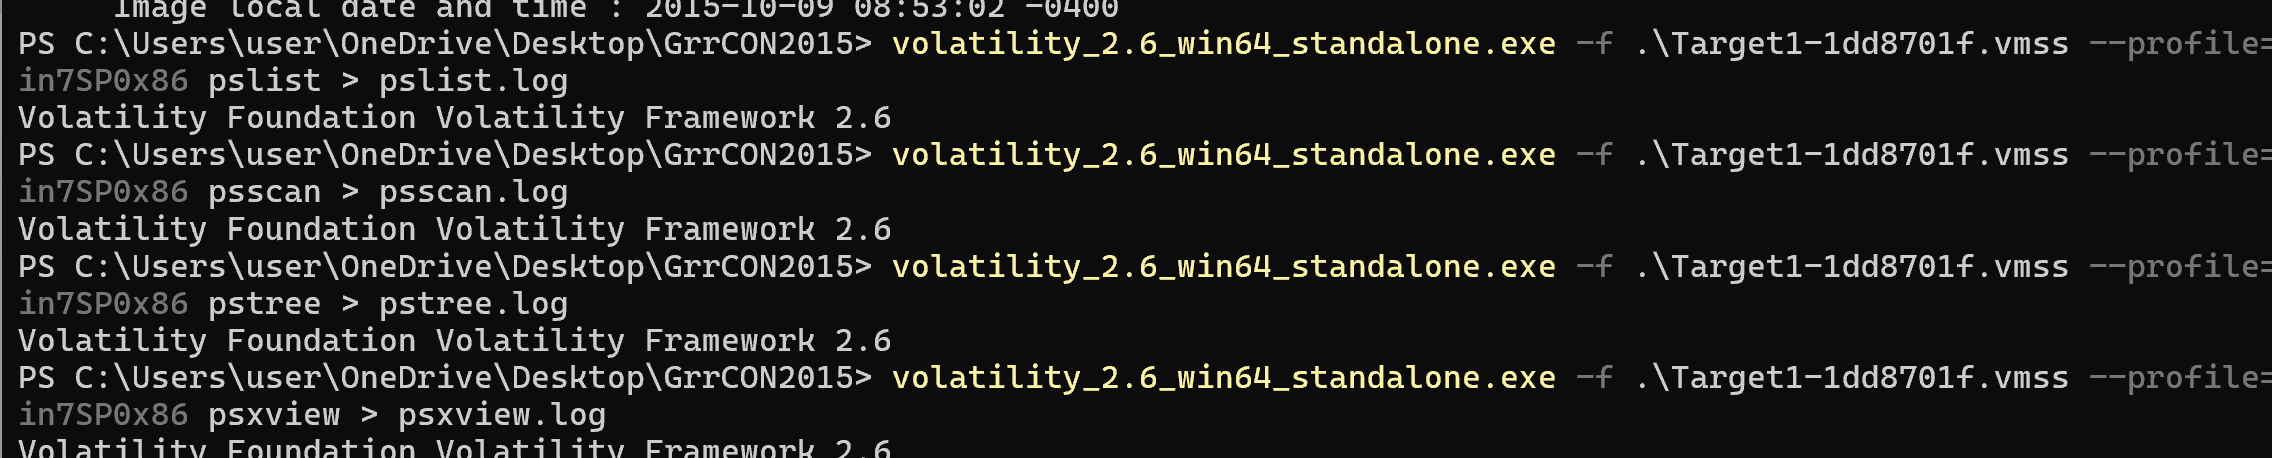 Image local date and time : 2015-10-09 08:53:02 -0400
PS C:\Users\user\OneDrive\Desktop\GrrCON2015> volatility_2.6_win64_standalone.exe -f .\Target1-1dd8701f.vmss --profile=
in7SP0x86 pslist > pslist.log
Volatility Foundation Volatility Framework 2.6
PS C:\Users\user\OneDrive\Desktop\GrrCON2015> volatility_2.6_win64_standalone.exe -f .\Target1-1dd8701f.vmss --profile=
in7SP0x86 psscan > psscan.log
Volatility Foundation Volatility Framework 2.6
PS C:\Users\user\OneDrive\Desktop\GrrCON2015> volatility_2.6_win64_standalone.exe -f .\Target1-1dd8701f.vmss --profile=
in7SP0x86 pstree > pstree.log
Volatility Foundation Volatility Framework 2.6
PS C:\Users\user\OneDrive\Desktop\GrrCON2015> volatility_2.6_win64_standalone.exe -f .\Target1-1dd8701f.vmss --profile=
in7SP0x86 psxview > psxview.log
Volatility Foundation Volatility Framework 2.6